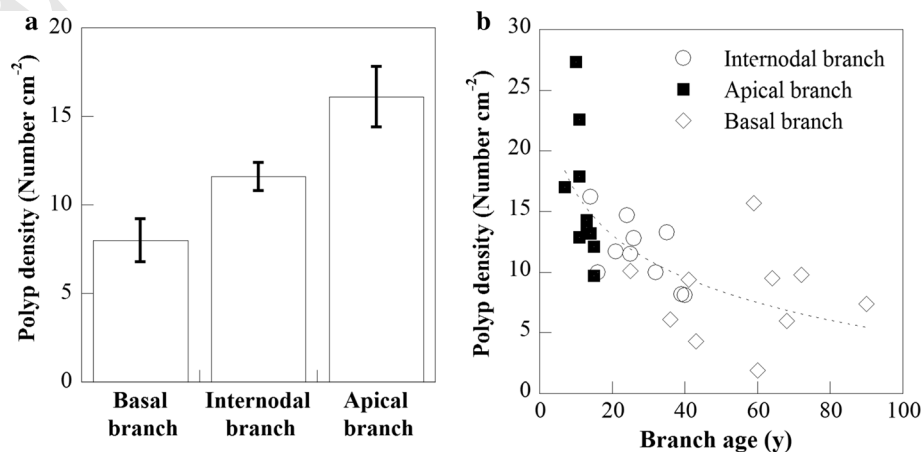 a
Polyp density (Number cm⁻²)
20
15
10
5
0
Basal branch
Internodal branch
Apical branch
b
Polyp density (Number cm⁻²)
30
25
20
15
10
5
0
Internodal branch
Apical branch
Basal branch
0 20 40 60 80 100
Branch age (y)